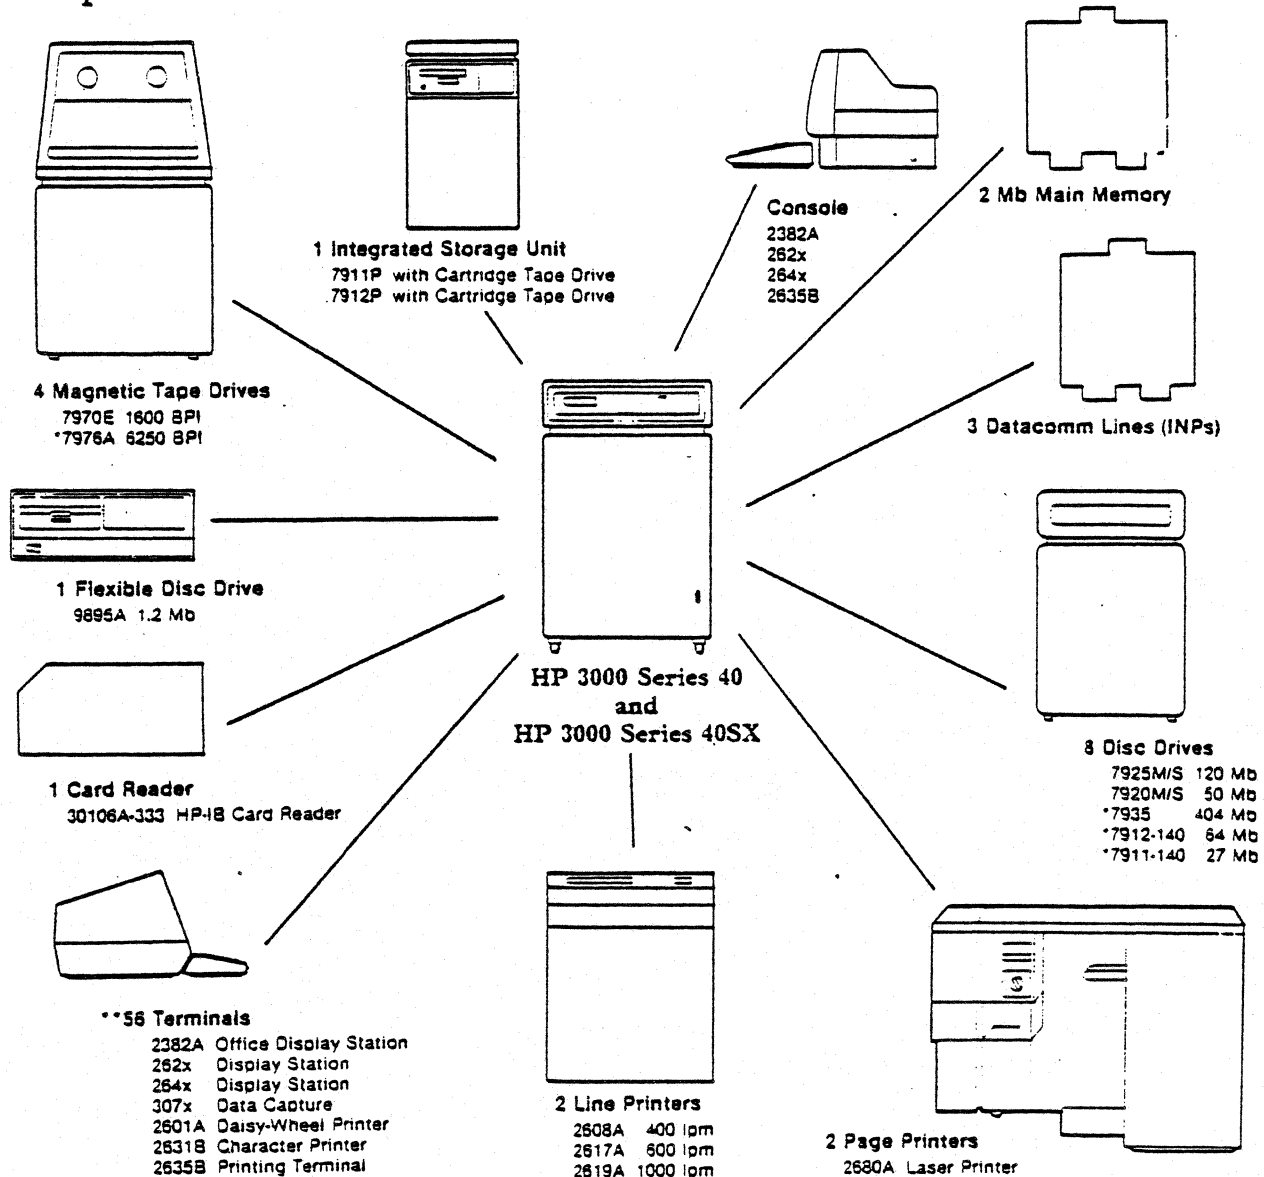 1 Integrated Storage Unit
7911P with Cartridge Tape Drive
7912P with Cartridge Tape Drive
Console
2382A
262x
264x
2635B
2 Mb Main Memory
4 Magnetic Tape Drives
7970E 1600 BPI
*7976A 6250 BPI
3 Datacomm Lines (INPs)
1 Flexible Disc Drive
9895A 1.2 Mb
HP 3000 Series 40
and
HP 3000 Series 40SX
8 Disc Drives
7925M/S 120 Mb
7920M/S 50 Mb
*7935 404 Mb
*7912-140 64 Mb
*7911-140 27 Mb
1 Card Reader
30106A-333 HP-IB Card Reader
**56 Terminals
2382A Office Display Station
262x Display Station
264x Display Station
307x Data Capture
2601A Daisy-Wheel Printer
2631B Character Printer
2635B Printing Terminal
2 Line Printers
2608A 400 lpm
2617A 600 lpm
2619A 1000 lpm
2 Page Printers
2680A Laser Printer